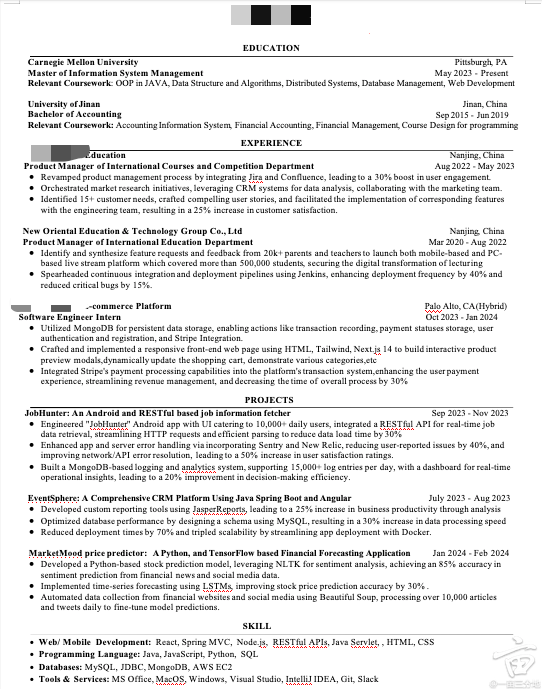 EDUCATION
Carnegie Mellon University Pittsburgh, PA
Master of Information System Management May 2023 - Present
Relevant Coursework: OOP in JAVA, Data Structure and Algorithms, Distributed Systems, Database Management, Web Development
University of Jinan Jinan, China
Bachelor of Accounting Sep 2015 - Jun 2019
Relevant Coursework: Accounting Information System, Financial Accounting, Financial Management, Course Design for programming
EXPERIENCE
Education Nanjing, China
Product Manager of International Courses and Competition Department Aug 2022 - May 2023
● Revamped product management process by integrating Jira and Confluence, leading to a 30% boost in user engagement.
● Orchestrated market research initiatives, leveraging CRM systems for data analysis, collaborating with the marketing team.
● Identified 15+ customer needs, crafted compelling user stories, and facilitated the implementation of corresponding features
with the engineering team, resulting in a 25% increase in customer satisfaction.
New Oriental Education & Technology Group Co., Ltd Nanjing, China
Product Manager of International Education Department Mar 2020 - Aug 2022
● Identify and synthesize feature requests and feedback from 20k+ parents and teachers to launch both mobile-based and PC-
based live stream platform which covered more than 500,000 students, securing the digital transformation of lecturing
● Spearheaded continuous integration and deployment pipelines using Jenkins, enhancing deployment frequency by 40% and
reduced critical bugs by 15%.
-commerce Platform Palo Alto, CA(Hybrid)
Software Engineer Intern Oct 2023 - Jan 2024
● Utilized MongoDB for persistent data storage, enabling actions like transaction recording, payment statuses storage, user
authentication and registration, and Stripe Integration.
● Crafted and implemented a responsive front-end web page using HTML, Tailwind, Next.js 14 to build interactive product
preview modals,dynamically update the shopping cart, demonstrate various categories,etc
● Integrated Stripe's payment processing capabilities into the platform's transaction system,enhancing the user payment
experience, streamlining revenue management, and decreasing the time of overall process by 30%
PROJECTS
JobHunter: An Android and RESTful based job information fetcher Sep 2023 - Nov 2023
● Engineered "JobHunter" Android app with UI catering to 10,000+ daily users, integrated a RESTful API for real-time job
data retrieval, streamlining HTTP requests and efficient parsing to reduce data load time by 30%
● Enhanced app and server error handling via incorporating Sentry and New Relic, reducing user-reported issues by 40%, and
improving network/API error resolution, leading to a 50% increase in user satisfaction ratings.
● Built a MongoDB-based logging and analytics system, supporting 15,000+ log entries per day, with a dashboard for real-time
operational insights, leading to a 20% improvement in decision-making efficiency.
EventSphere: A Comprehensive CRM Platform Using Java Spring Boot and Angular July 2023 - Aug 2023
● Developed custom reporting tools using JasperReports, leading to a 25% increase in business productivity through analysis
● Optimized database performance by designing a schema using MySQL, resulting in a 30% increase in data processing speed
● Reduced deployment times by 70% and tripled scalability by streamlining app deployment with Docker.
MarketMood price predictor: A Python, and TensorFlow based Financial Forecasting Application Jan 2024 - Feb 2024
● Developed a Python-based stock prediction model, leveraging NLTK for sentiment analysis, achieving an 85% accuracy in
sentiment prediction from financial news and social media data.
● Implemented time-series forecasting using LSTMs, improving stock price prediction accuracy by 30% .
● Automated data collection from financial websites and social media using Beautiful Soup, processing over 10,000 articles
and tweets daily to fine-tune model predictions.
SKILL
● Web/ Mobile Development: React, Spring MVC, Node.js, RESTful APIs, Java Servlet, , HTML, CSS
● Programming Language: Java, JavaScript, Python, SQL
● Databases: MySQL, JDBC, MongoDB, AWS EC2
● Tools & Services: MS Office, MacOS, Windows, Visual Studio, IntelliJ IDEA, Git, Slack